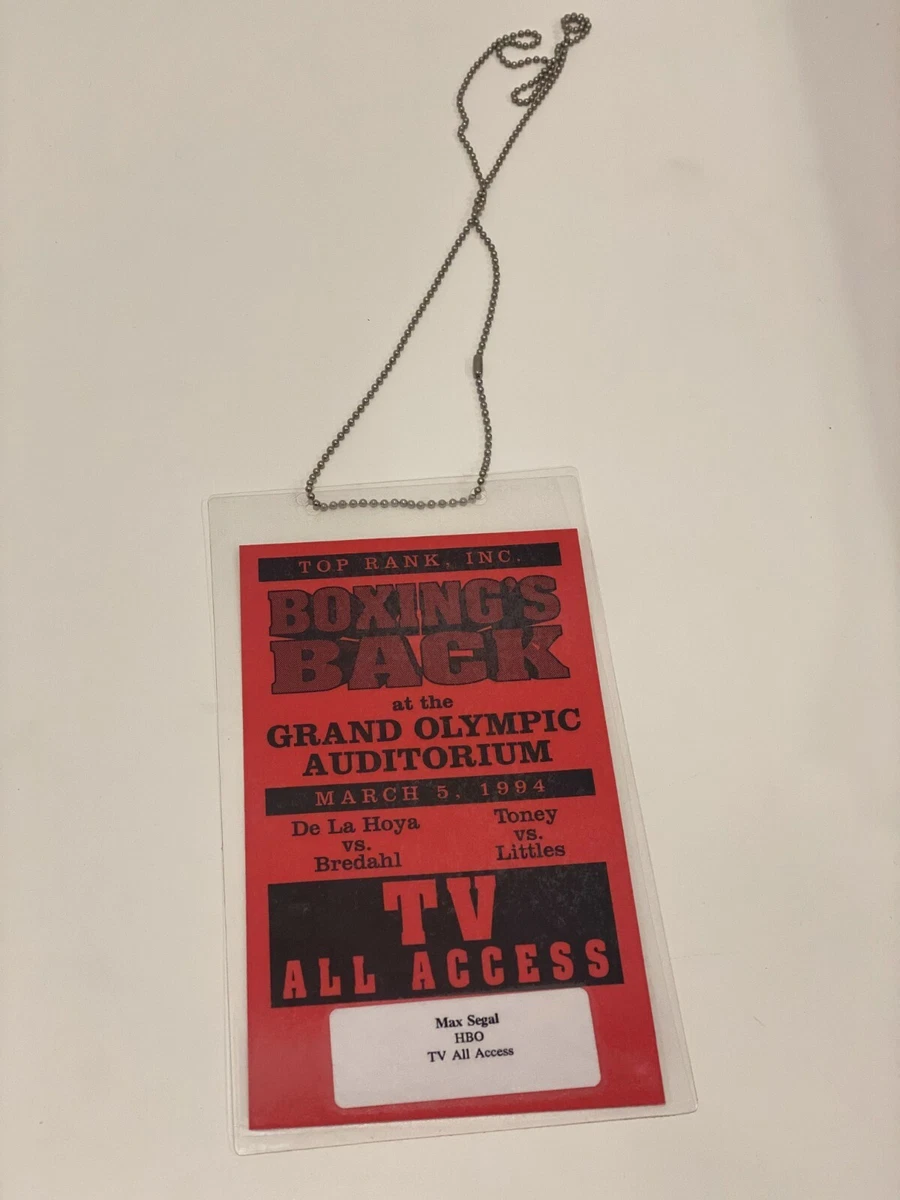 TOP RANK, INC.
BOXING'S
BACK
at the
GRAND OLYMPIC
AUDITORIUM
MARCH 5, 1994
De La Hoya
vs.
Bredahl
Toney
vs.
Littles
TV
ALL ACCESS
Max Segal
HBO
TV All Access